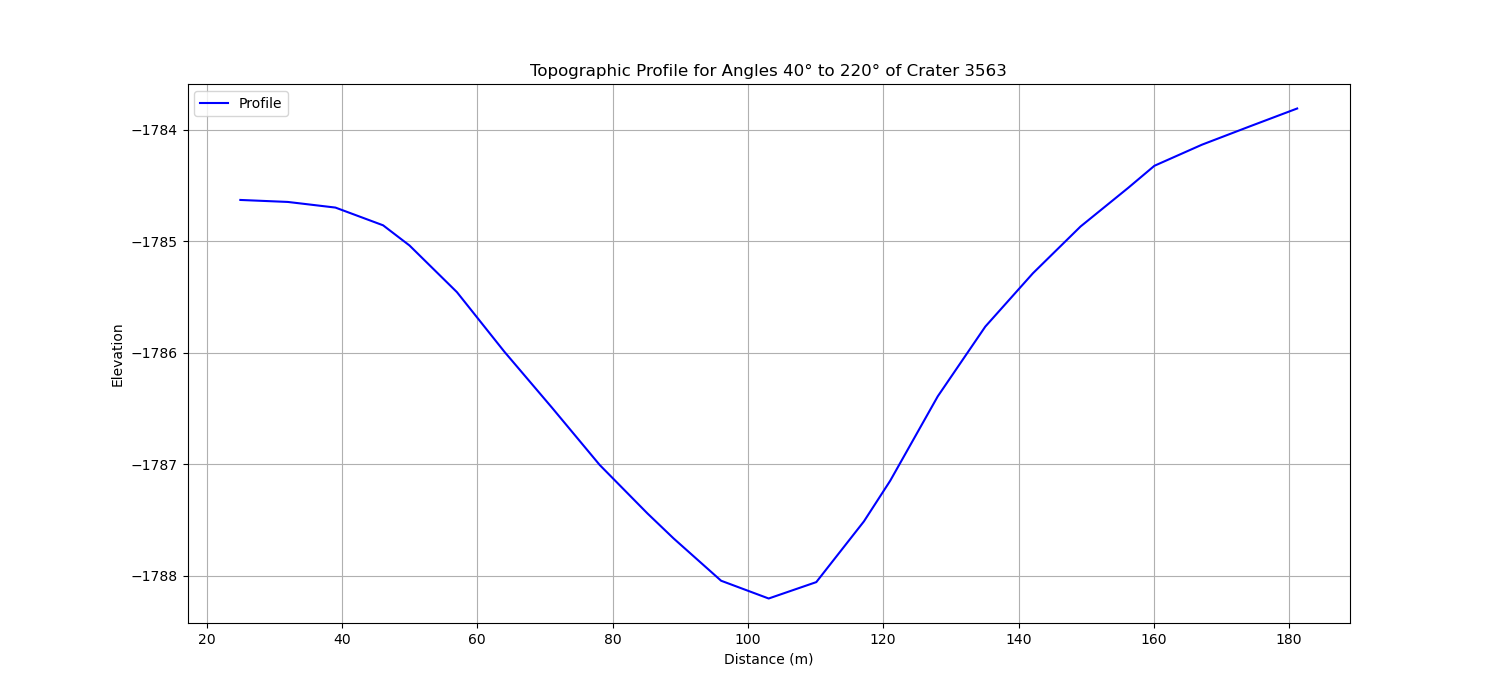 Topographic Profile for Angles 40° to 220° of Crater 3563
Profile
−1784
−1785
−1786
−1787
−1788
Elevation
20 40 60 80 100 120 140 160 180
Distance (m)